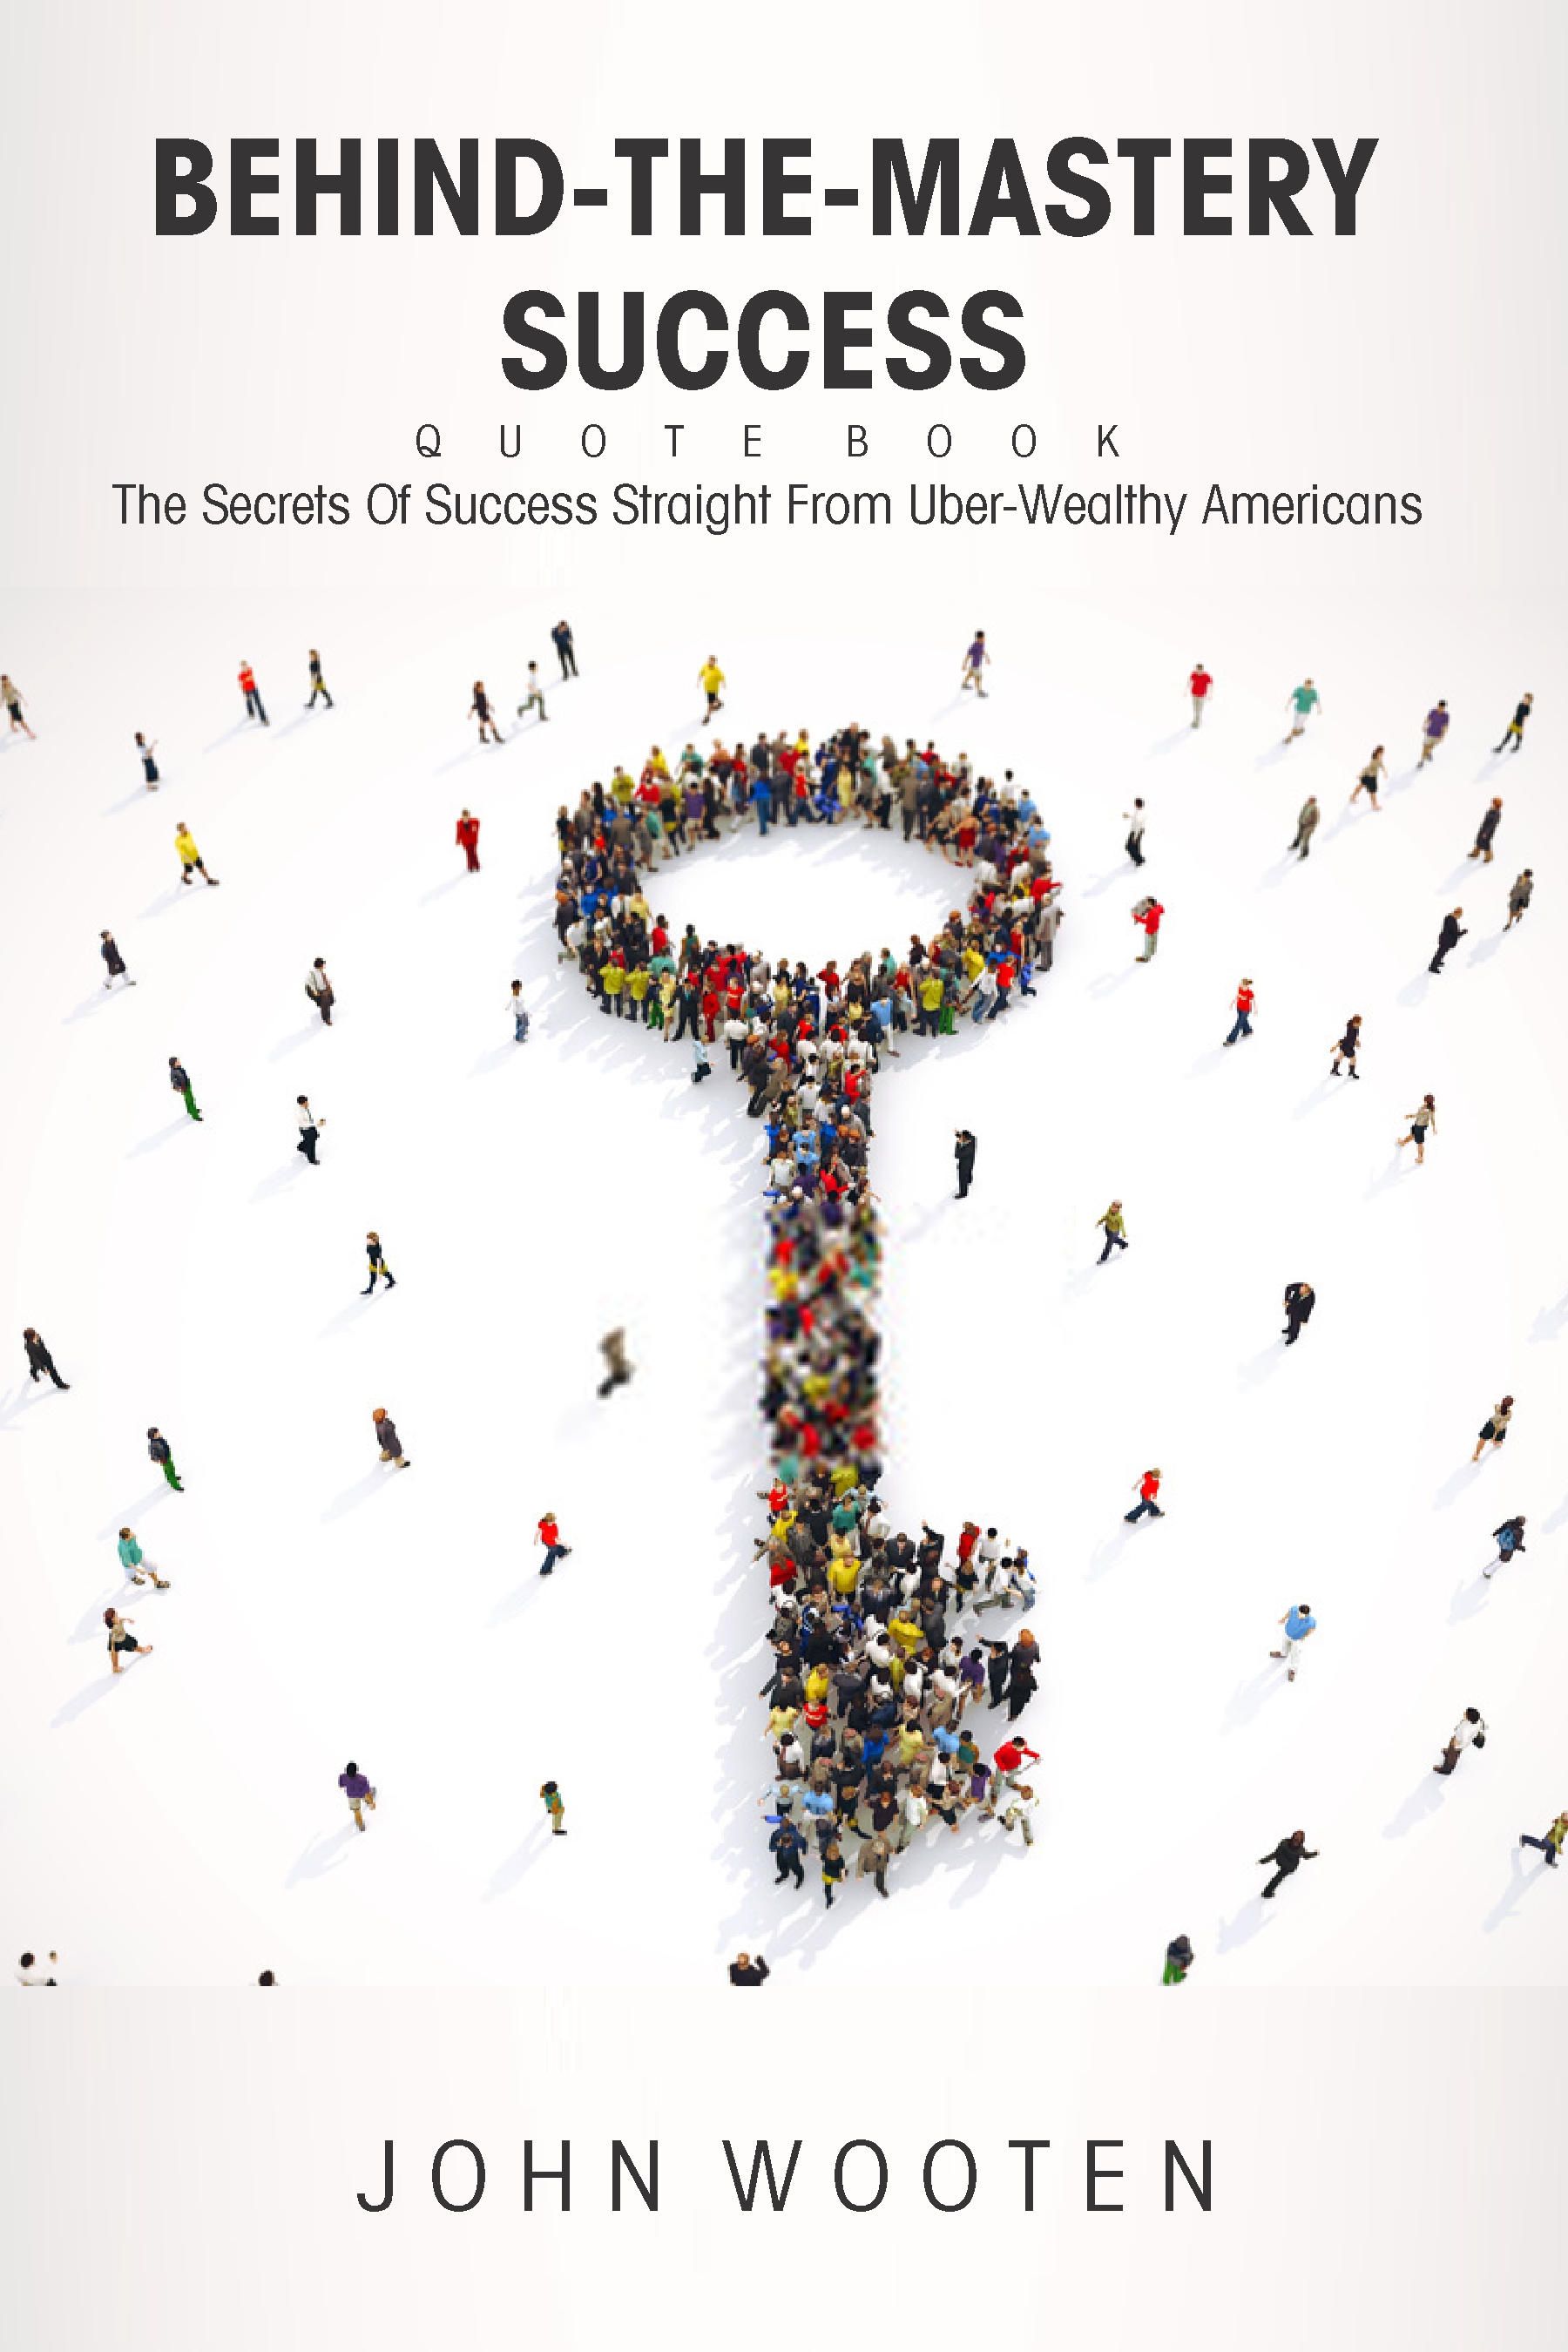 BEHIND-THE-MASTERY
SUCCESS
QUOTE BOOK
The Secrets Of Success Straight From Uber-Wealthy Americans
JOHN WOOTEN